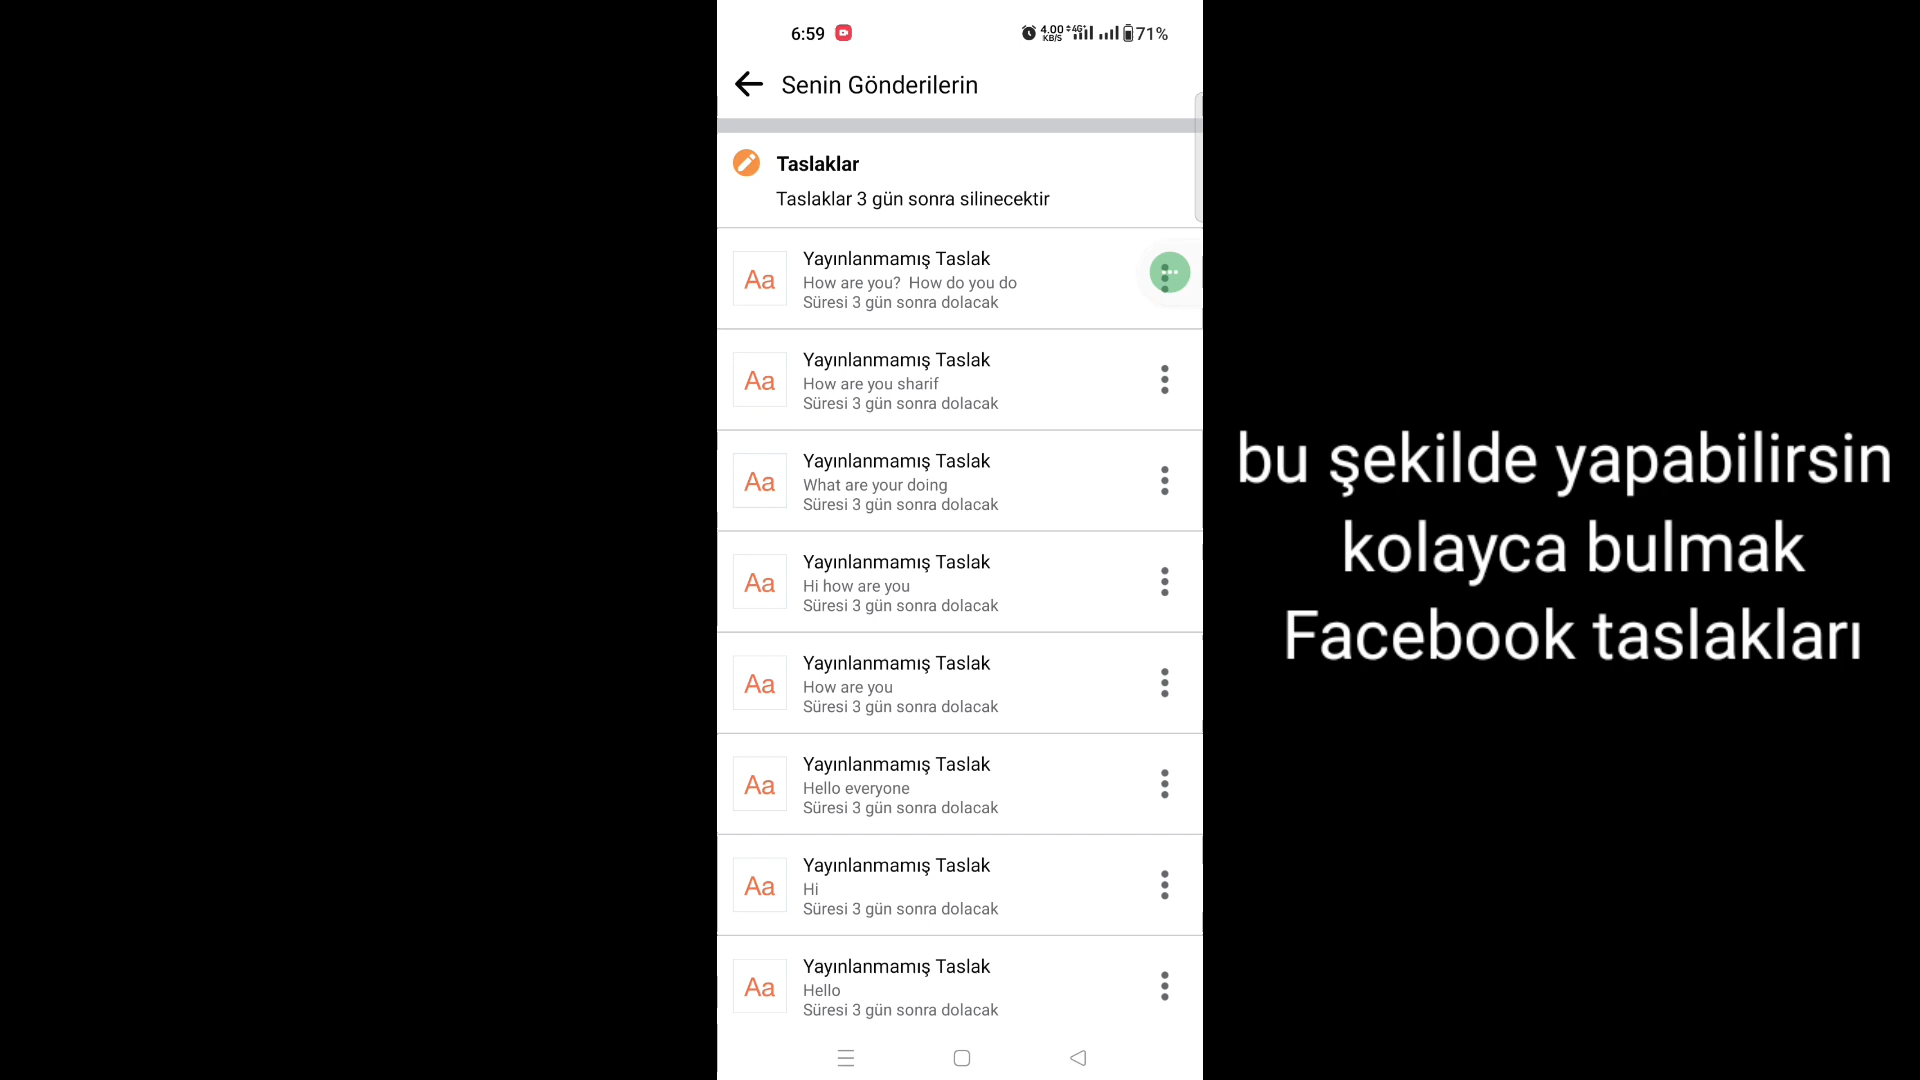 6:59
4.00 KB/S 4G+ 71%
Senin Gönderilerin
Taslaklar
Taslaklar 3 gün sonra silinecektir
Aa
Yayınlanmamış Taslak
How are you?  How do you do
Süresi 3 gün sonra dolacak
Aa
Yayınlanmamış Taslak
How are you sharif
Süresi 3 gün sonra dolacak
Aa
Yayınlanmamış Taslak
What are your doing
Süresi 3 gün sonra dolacak
Aa
Yayınlanmamış Taslak
Hi how are you
Süresi 3 gün sonra dolacak
Aa
Yayınlanmamış Taslak
How are you
Süresi 3 gün sonra dolacak
Aa
Yayınlanmamış Taslak
Hello everyone
Süresi 3 gün sonra dolacak
Aa
Yayınlanmamış Taslak
Hi
Süresi 3 gün sonra dolacak
Aa
Yayınlanmamış Taslak
Hello
Süresi 3 gün sonra dolacak
bu şekilde yapabilirsin
kolayca bulmak
Facebook taslakları